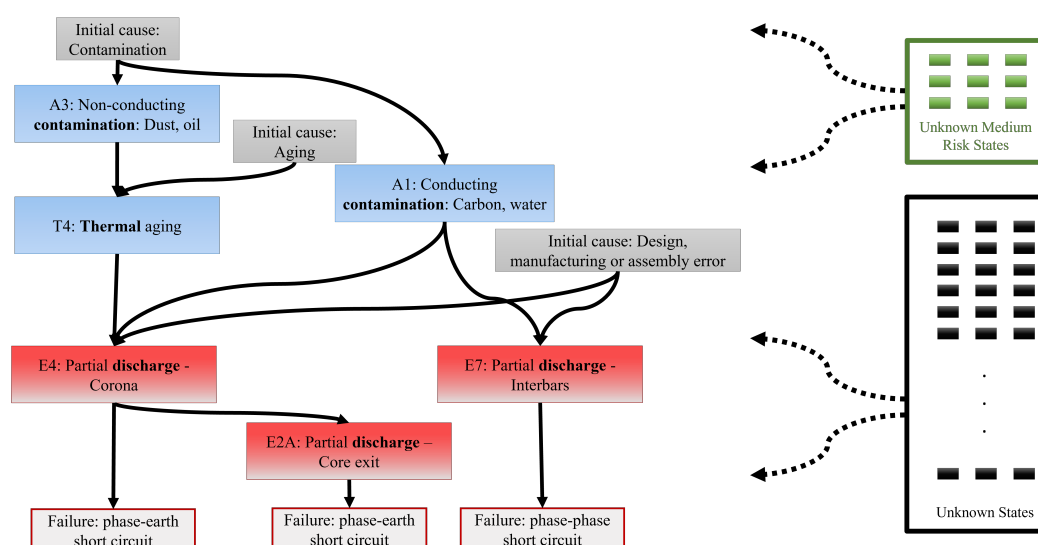 Initial cause:
Contamination
A3: Non-conducting
contamination: Dust, oil
Initial cause:
Aging
A1: Conducting
contamination: Carbon, water
T4: Thermal aging
Initial cause: Design,
manufacturing or assembly error
E4: Partial discharge -
Corona
E7: Partial discharge -
Interbars
E2A: Partial discharge –
Core exit
Failure: phase-earth
short circuit
Failure: phase-earth
short circuit
Failure: phase-phase
short circuit
Unknown Medium
Risk States
Unknown States